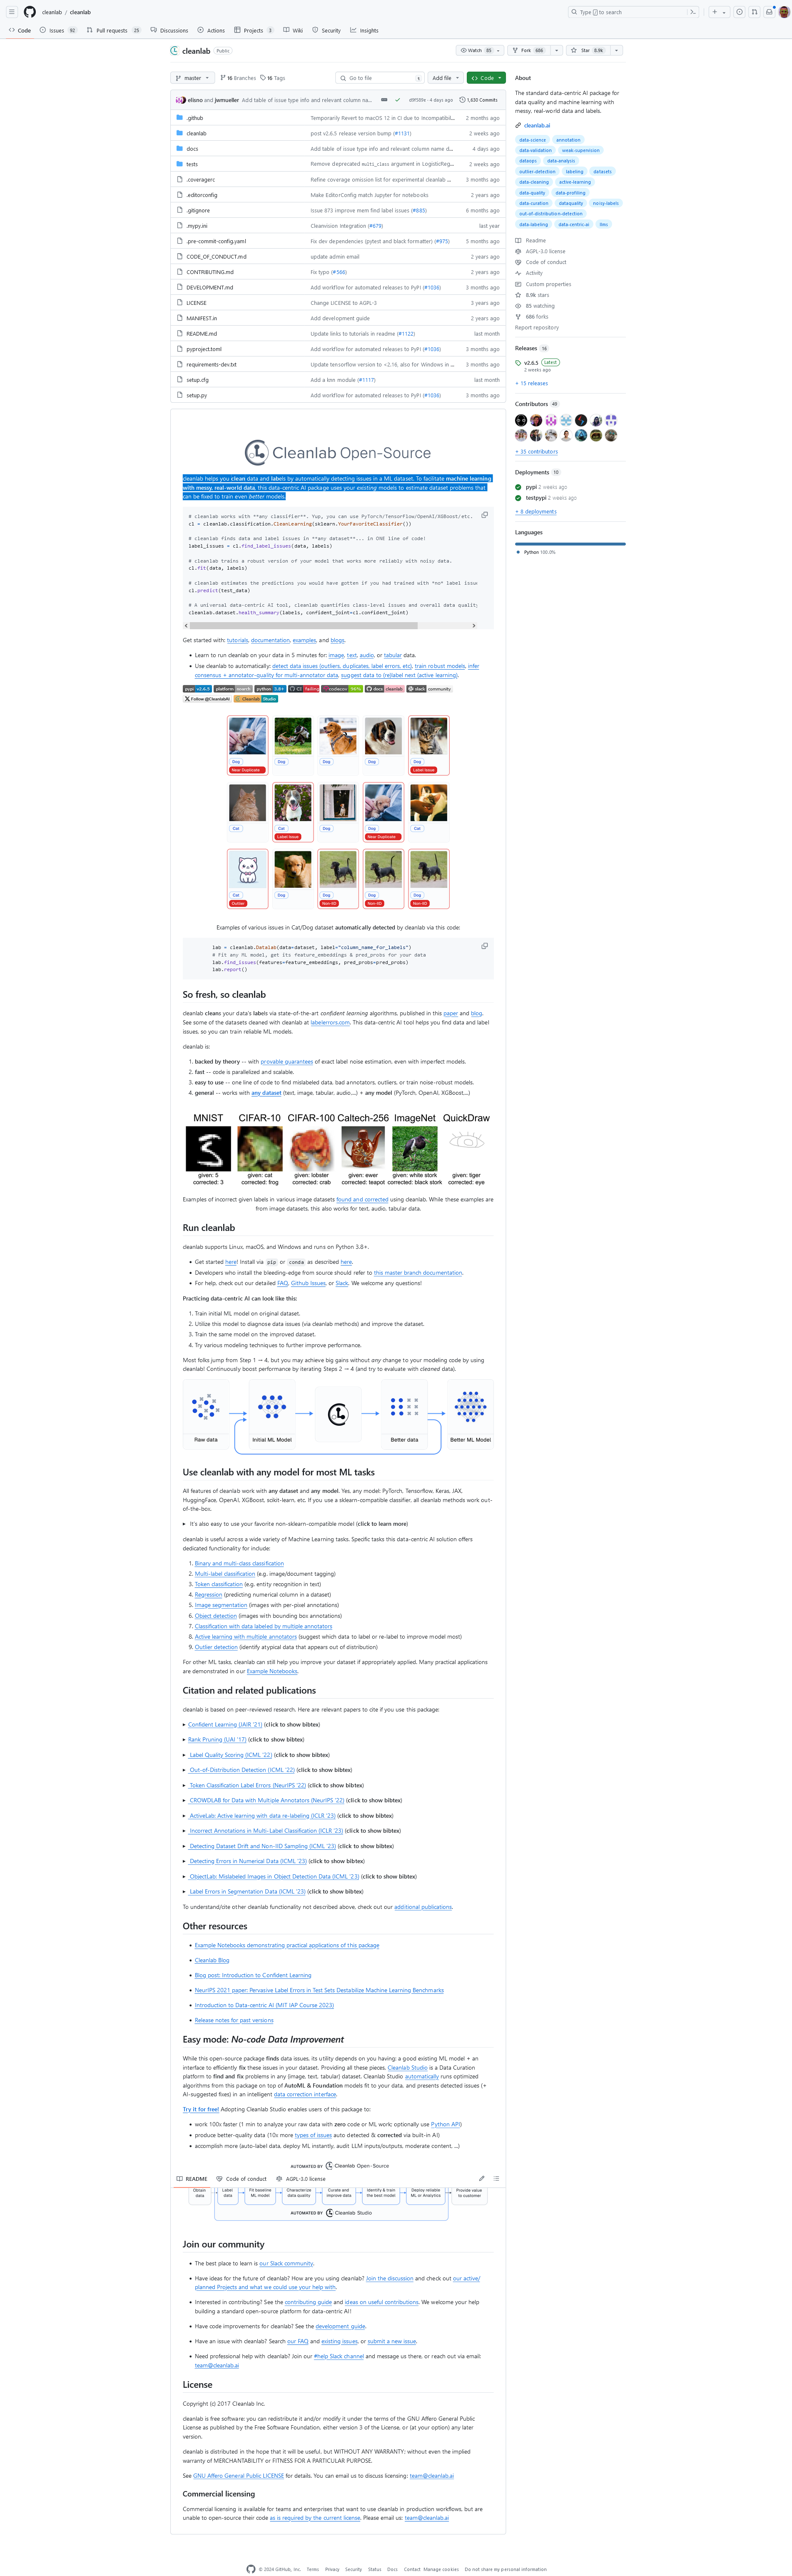 cleanlab / cleanlab
Type / to search
Code Issues 92 Pull requests 25 Discussions Actions Projects 3 Wiki Security Insights
cleanlab Public
Watch 85 Fork 686 Star 8.9k
master 16 Branches 16 Tags
Go to file
Add file
Code
elisno and jwmueller Add document table of issue type info and relevant column na…
4 days ago 1,630 Commits
.github Temporarily Revert to macOS 12 in CI due to Incompatibil… 2 months ago
cleanlab post v2.6.5 release version bump (#1131) 2 weeks ago
docs Add table of issue type info and relevant column name d… 4 days ago
tests Remove deprecated multi_class argument in LogisticReg… 2 weeks ago
.coveragerc Refine coverage omission list for experimental cleanlab … 3 months ago
.editorconfig Make EditorConfig match Jupyter for notebooks 2 years ago
.gitignore Issue 873 improve mem find label issues (#885) 6 months ago
.mypy.ini Cleanvision Integration (#679) last year
.pre-commit-config.yaml Fix dev dependencies (pytest and black formatter) (#975) 5 months ago
CODE_OF_CONDUCT.md update admin email 2 years ago
CONTRIBUTING.md Fix typo (#566) 2 years ago
DEVELOPMENT.md Add workflow for automated releases to PyPI (#1036) 3 months ago
LICENSE Change LICENSE to AGPL-3 3 years ago
MANIFEST.in Add development guide 2 years ago
README.md Update links to tutorials in readme (#1122) last month
pyproject.toml Add workflow for automated releases to PyPI (#1036) 3 months ago
requirements-dev.txt Update tensorflow version to <2.16, also for Windows in … 3 months ago
setup.cfg Add a knn module (#1117) last month
setup.py Add workflow for automated releases to PyPI (#1036) 3 months ago
About
The standard data-centric AI package for
data quality and machine learning with
messy, real-world data and labels.
cleanlab.ai
data-science annotation
data-validation weak-supervision
dataops data-analysis
outlier-detection labeling datasets
data-cleaning active-learning
data-quality data-profiling
data-curation dataquality noisy-labels
out-of-distribution-detection
data-labeling data-centric-ai llms
Readme
AGPL-3.0 license
Code of conduct
Activity
Custom properties
8.9k stars
85 watching
686 forks
Report repository
Releases 16
v2.6.5 Latest
2 weeks ago
+ 15 releases
Contributors 49
+ 35 contributors
Deployments 10
pypi 2 weeks ago
testpypi 2 weeks ago
+ 8 deployments
Languages
Python 100.0%
Cleanlab Open-Source
cleanlab helps you clean data and labels by automatically detecting issues in a ML dataset. To facilitate machine learning
with messy, real-world data, this data-centric AI package uses your existing models to estimate dataset problems that
can be fixed to train even better models.
# cleanlab works with **any classifier**. Yup, you can use PyTorch/TensorFlow/OpenAI/XGBoost/etc.
cl = cleanlab.classification.CleanLearning(sklearn.YourFavoriteClassifier())
# cleanlab finds data and label issues in **any dataset**... in ONE line of code!
label_issues = cl.find_label_issues(data, labels)
# cleanlab trains a robust version of your model that works more reliably with noisy data.
cl.fit(data, labels)
# cleanlab estimates the predictions you would have gotten if you had trained with *no* label issue
cl.predict(test_data)
# A universal data-centric AI tool, cleanlab quantifies class-level issues and overall data quality
cleanlab.dataset.health_summary(labels, confident_joint=cl.confident_joint)
Get started with: tutorials, documentation, examples, and blogs.
Learn to run cleanlab on your data in 5 minutes for: image, text, audio, or tabular data.
Use cleanlab to automatically: detect data issues (outliers, duplicates, label errors, etc), train robust models, infer
consensus + annotator-quality for multi-annotator data, suggest data to (re)label next (active learning).
pypi v2.6.5 platform search python 3.8+ CI failing codecov 96% docs cleanlab slack community
Follow @CleanlabAI Cleanlab Studio
Dog Dog Dog Dog Dog
Near Duplicate Label Issue
Cat Cat Dog Dog Cat
Label Issue Near Duplicate
Cat Dog Dog Dog Dog
Outlier Non-IID Non-IID Non-IID
Examples of various issues in Cat/Dog dataset automatically detected by cleanlab via this code:
lab = cleanlab.Datalab(data=dataset, label="column_name_for_labels")
# Fit any ML model, get its feature_embeddings & pred_probs for your data
lab.find_issues(features=feature_embeddings, pred_probs=pred_probs)
lab.report()
So fresh, so cleanlab
cleanlab cleans your data's labels via state-of-the-art confident learning algorithms, published in this paper and blog.
See some of the datasets cleaned with cleanlab at labelerrors.com. This data-centric AI tool helps you find data and label
issues, so you can train reliable ML models.
cleanlab is:
1. backed by theory -- with provable guarantees of exact label noise estimation, even with imperfect models.
2. fast -- code is parallelized and scalable.
3. easy to use -- one line of code to find mislabeled data, bad annotators, outliers, or train noise-robust models.
4. general -- works with any dataset (text, image, tabular, audio,...) + any model (PyTorch, OpenAI, XGBoost,...)
MNIST CIFAR-10 CIFAR-100 Caltech-256 ImageNet QuickDraw
given: 5 given: cat given: lobster given: ewer given: white stork given: tiger
corrected: 3 corrected: frog corrected: crab corrected: teapot corrected: black stork corrected: eye
Examples of incorrect given labels in various image datasets found and corrected using cleanlab. While these examples are
from image datasets, this also works for text, audio, tabular data.
Run cleanlab
cleanlab supports Linux, macOS, and Windows and runs on Python 3.8+.
Get started here! Install via pip or conda as described here.
Developers who install the bleeding-edge from source should refer to this master branch documentation.
For help, check out our detailed FAQ, Github Issues, or Slack. We welcome any questions!
Practicing data-centric AI can look like this:
1. Train initial ML model on original dataset.
2. Utilize this model to diagnose data issues (via cleanlab methods) and improve the dataset.
3. Train the same model on the improved dataset.
4. Try various modeling techniques to further improve performance.
Most folks jump from Step 1 → 4, but you may achieve big gains without any change to your modeling code by using
cleanlab! Continuously boost performance by iterating Steps 2 → 4 (and try to evaluate with cleaned data).
Raw data Initial ML Model Better data Better ML Model
Use cleanlab with any model for most ML tasks
All features of cleanlab work with any dataset and any model. Yes, any model: PyTorch, Tensorflow, Keras, JAX,
HuggingFace, OpenAI, XGBoost, scikit-learn, etc. If you use a sklearn-compatible classifier, all cleanlab methods work out-
of-the-box.
It's also easy to use your favorite non-sklearn-compatible model (click to learn more)
cleanlab is useful across a wide variety of Machine Learning tasks. Specific tasks this data-centric AI solution offers
dedicated functionality for include:
1. Binary and multi-class classification
2. Multi-label classification (e.g. image/document tagging)
3. Token classification (e.g. entity recognition in text)
4. Regression (predicting numerical column in a dataset)
5. Image segmentation (images with per-pixel annotations)
6. Object detection (images with bounding box annotations)
7. Classification with data labeled by multiple annotators
8. Active learning with multiple annotators (suggest which data to label or re-label to improve model most)
9. Outlier detection (identify atypical data that appears out of distribution)
For other ML tasks, cleanlab can still help you improve your dataset if appropriately applied. Many practical applications
are demonstrated in our Example Notebooks.
Citation and related publications
cleanlab is based on peer-reviewed research. Here are relevant papers to cite if you use this package:
Confident Learning (JAIR '21) (click to show bibtex)
Rank Pruning (UAI '17) (click to show bibtex)
Label Quality Scoring (ICML '22) (click to show bibtex)
Out-of-Distribution Detection (ICML '22) (click to show bibtex)
Token Classification Label Errors (NeurIPS '22) (click to show bibtex)
CROWDLAB for Data with Multiple Annotators (NeurIPS '22) (click to show bibtex)
ActiveLab: Active learning with data re-labeling (ICLR '23) (click to show bibtex)
Incorrect Annotations in Multi-Label Classification (ICLR '23) (click to show bibtex)
Detecting Dataset Drift and Non-IID Sampling (ICML '23) (click to show bibtex)
Detecting Errors in Numerical Data (ICML '23) (click to show bibtex)
ObjectLab: Mislabeled Images in Object Detection Data (ICML '23) (click to show bibtex)
Label Errors in Segmentation Data (ICML '23) (click to show bibtex)
To understand/cite other cleanlab functionality not described above, check out our additional publications.
Other resources
Example Notebooks demonstrating practical applications of this package
Cleanlab Blog
Blog post: Introduction to Confident Learning
NeurIPS 2021 paper: Pervasive Label Errors in Test Sets Destabilize Machine Learning Benchmarks
Introduction to Data-centric AI (MIT IAP Course 2023)
Release notes for past versions
Easy mode: No-code Data Improvement
While this open-source package finds data issues, its utility depends on you having: a good existing ML model + an
interface to efficiently fix these issues in your dataset. Providing all these pieces, Cleanlab Studio is a Data Curation
platform to find and fix problems in any {image, text, tabular} dataset. Cleanlab Studio automatically runs optimized
algorithms from this package on top of AutoML & Foundation models fit to your data, and presents detected issues (+
AI-suggested fixes) in an intelligent data correction interface.
Try it for free! Adopting Cleanlab Studio enables users of this package to:
work 100x faster (1 min to analyze your raw data with zero code or ML work; optionally use Python API)
produce better-quality data (10x more types of issues auto detected & corrected via built-in AI)
accomplish more (auto-label data, deploy ML instantly, audit LLM inputs/outputs, moderate content, ...)
AUTOMATED BY Cleanlab Open-Source
README Code of conduct AGPL-3.0 license
Obtain data
Label data
Fit baseline ML model
Characterize data quality
Curate and improve data
Identify & train the best model
Deploy reliable ML or Analytics
Provide value to customer
AUTOMATED BY Cleanlab Studio
Join our community
The best place to learn is our Slack community.
Have ideas for the future of cleanlab? How are you using cleanlab? Join the discussion and check out our active/
planned Projects and what we could use your help with.
Interested in contributing? See the contributing guide and ideas on useful contributions. We welcome your help
building a standard open-source platform for data-centric AI!
Have code improvements for cleanlab? See the development guide.
Have an issue with cleanlab? Search our FAQ and existing issues, or submit a new issue.
Need professional help with cleanlab? Join our #help Slack channel and message us there, or reach out via email:
team@cleanlab.ai
License
Copyright (c) 2017 Cleanlab Inc.
cleanlab is free software: you can redistribute it and/or modify it under the terms of the GNU Affero General Public
License as published by the Free Software Foundation, either version 3 of the License, or (at your option) any later
version.
cleanlab is distributed in the hope that it will be useful, but WITHOUT ANY WARRANTY; without even the implied
warranty of MERCHANTABILITY or FITNESS FOR A PARTICULAR PURPOSE.
See GNU Affero General Public LICENSE for details. You can email us to discuss licensing: team@cleanlab.ai
Commercial licensing
Commercial licensing is available for teams and enterprises that want to use cleanlab in production workflows, but are
unable to open-source their code as is required by the current license. Please email us: team@cleanlab.ai
© 2024 GitHub, Inc. Terms Privacy Security Status Docs Contact Manage cookies Do not share my personal information